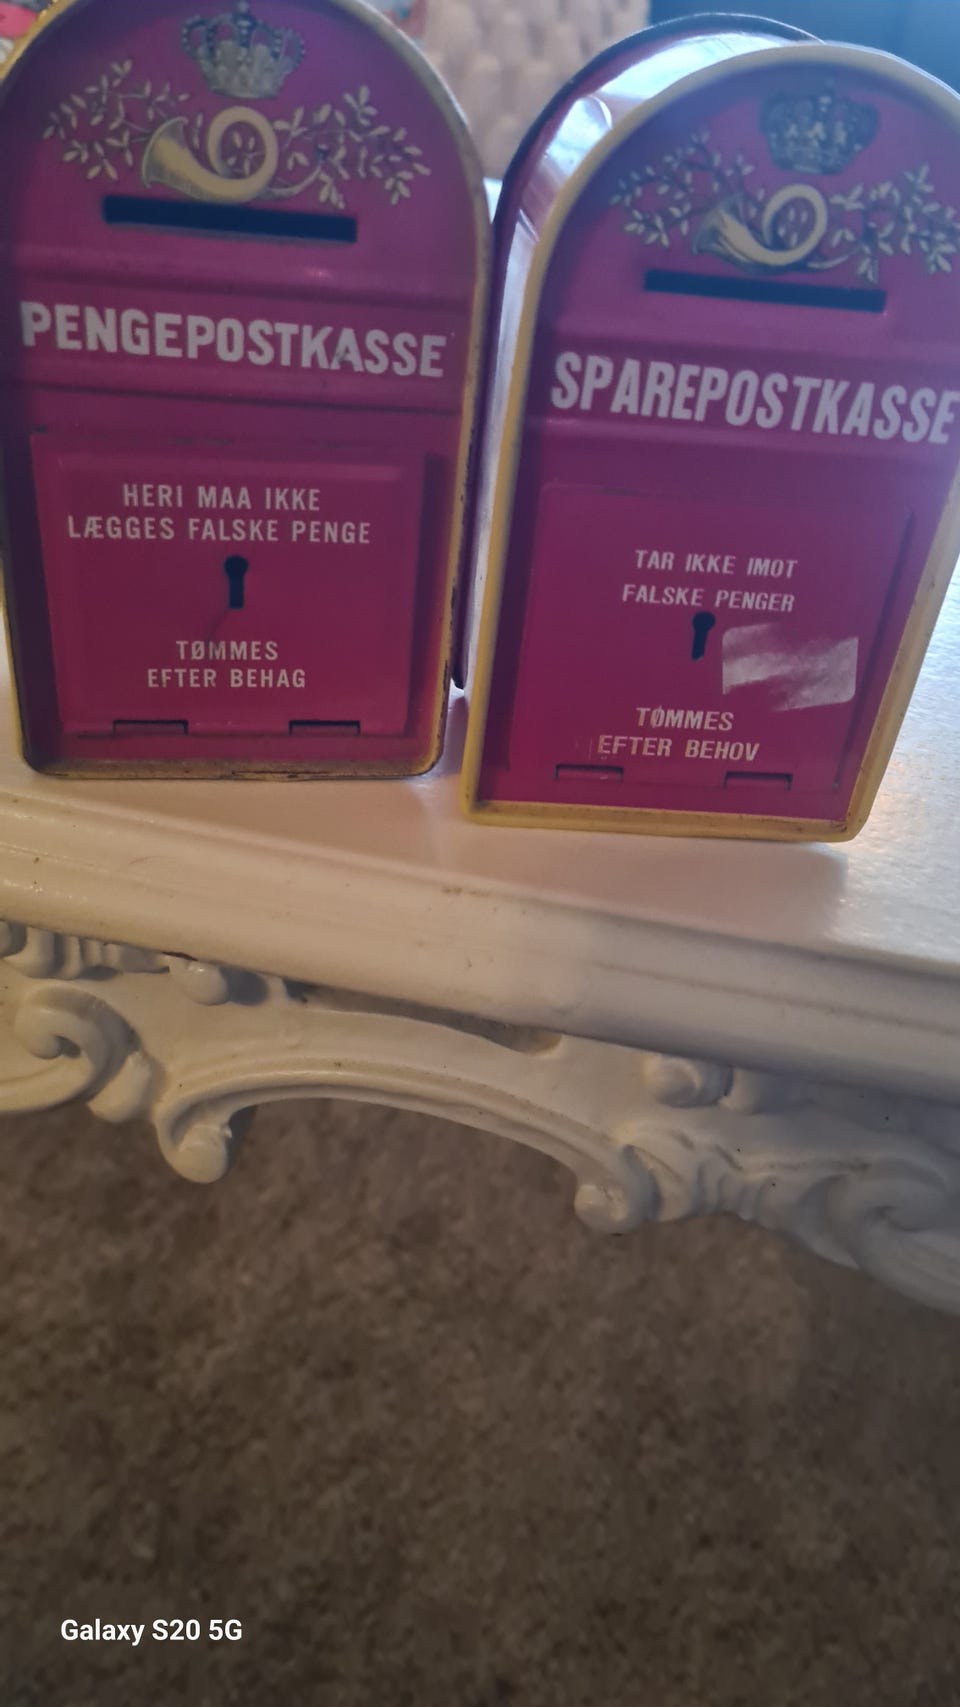 PENGEPOSTKASSE
HERI MAA IKKE
LÆGGES FALSKE PENGE
TØMMES
EFTER BEHAG
SPAREPOSTKASSE
TAR IKKE IMOT
FALSKE PENGER
TØMMES
EFTER BEHOV
Galaxy S20 5G